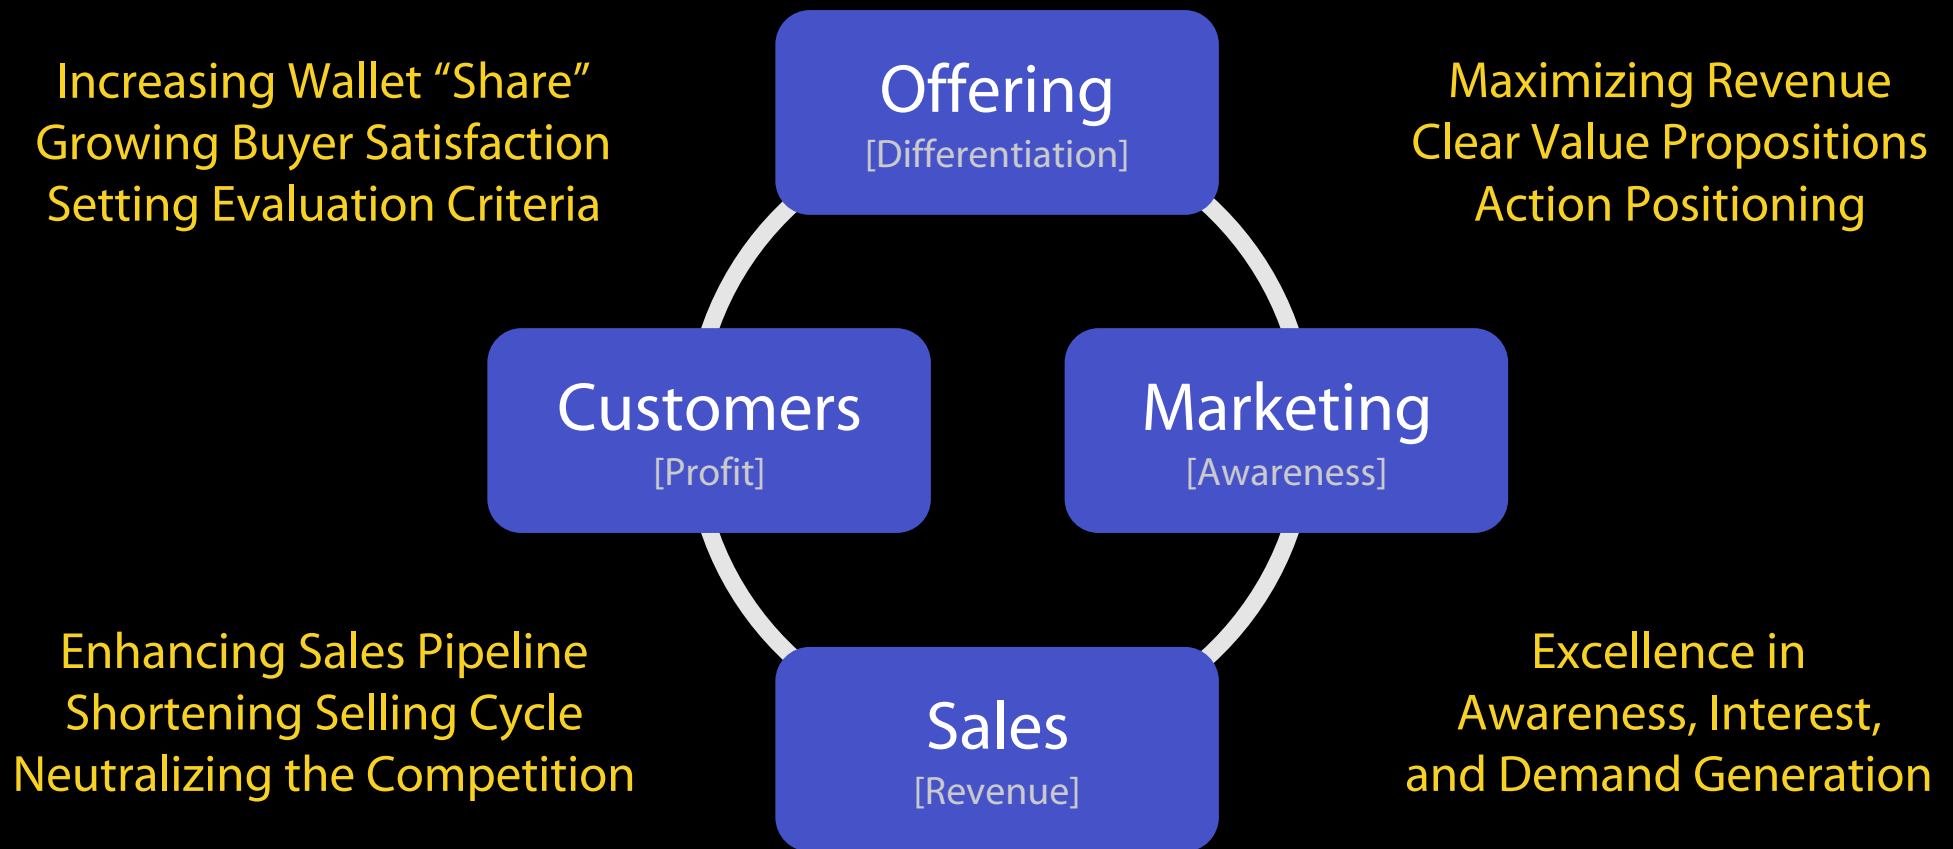 Increasing Wallet “Share”
Growing Buyer Satisfaction
Setting Evaluation Criteria
Offering
[Differentiation]
Maximizing Revenue
Clear Value Propositions
Action Positioning
Customers
[Profit]
Marketing
[Awareness]
Enhancing Sales Pipeline
Shortening Selling Cycle
Neutralizing the Competition
Sales
[Revenue]
Excellence in
Awareness, Interest,
and Demand Generation